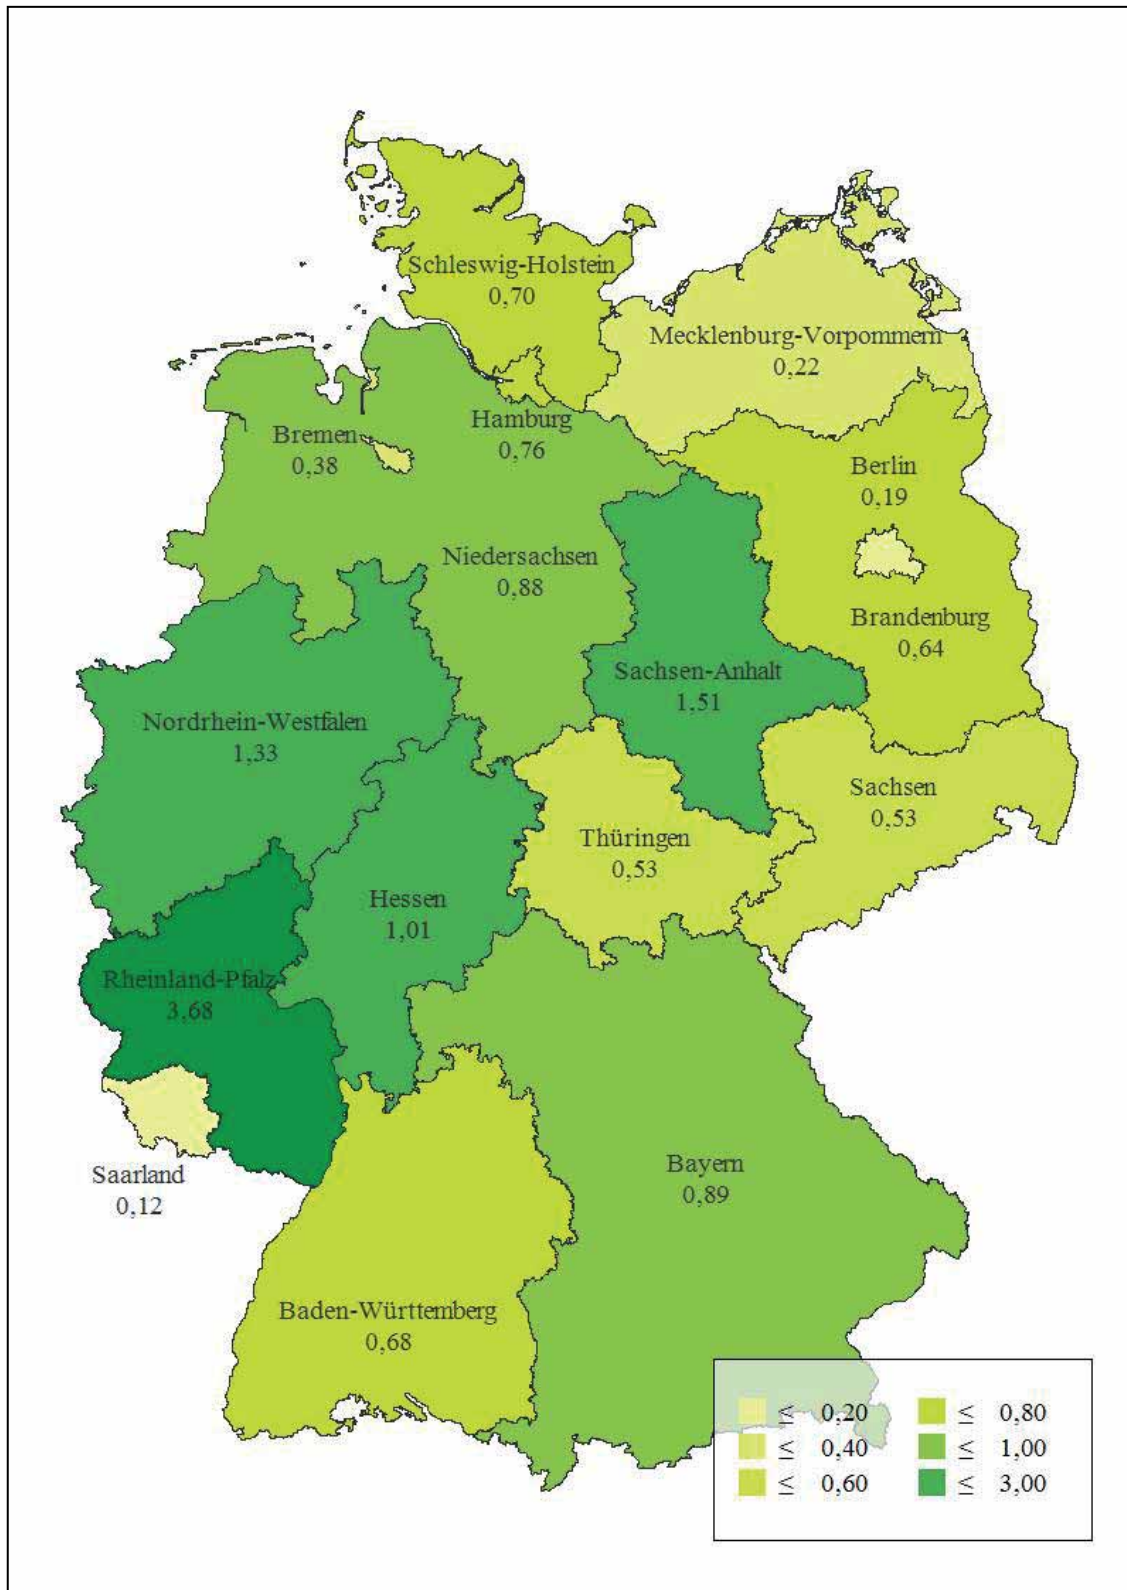 Schleswig-Holstein
0,70
Mecklenburg-Vorpommern
0,22
Hamburg
0,76
Bremen
0,38
Berlin
0,19
Niedersachsen
0,88
Brandenburg
0,64
Sachsen-Anhalt
1,51
Nordrhein-Westfalen
1,33
Sachsen
0,53
Thüringen
0,53
Hessen
1,01
Rheinland-Pfalz
3,68
Saarland
0,12
Bayern
0,89
Baden-Württemberg
0,68
≤ 0,20 ≤ 0,80
≤ 0,40 ≤ 1,00
≤ 0,60 ≤ 3,00